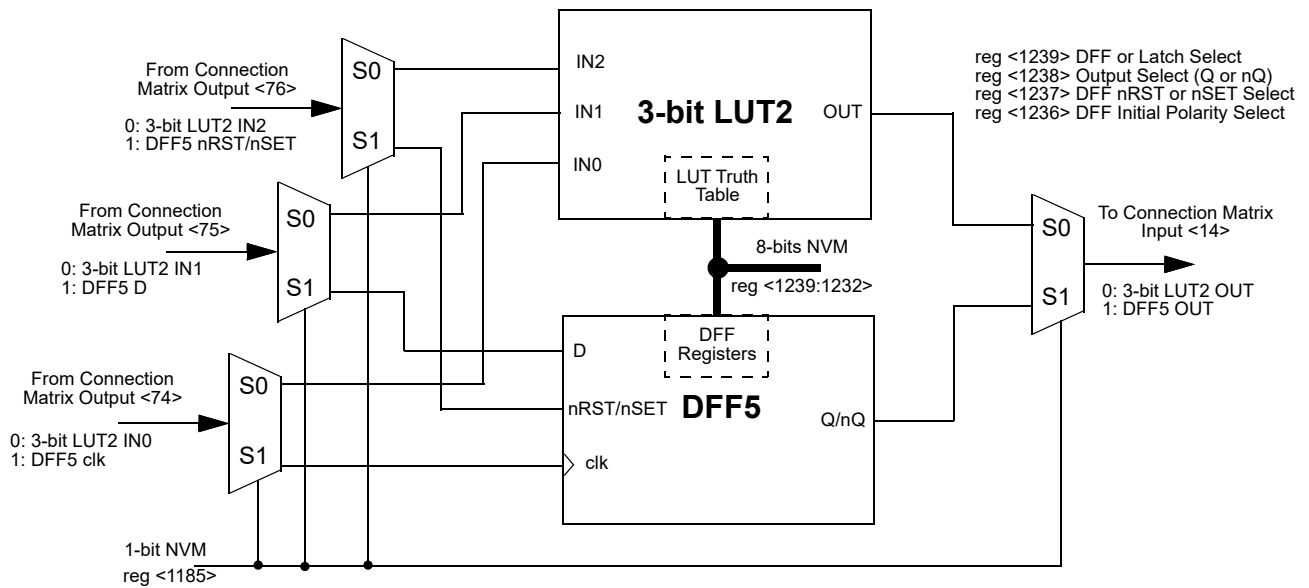 From Connection
Matrix Output <76>
0: 3-bit LUT2 IN2
1: DFF5 nRST/nSET
S0
S1
From Connection
Matrix Output <75>
0: 3-bit LUT2 IN1
1: DFF5 D
S0
S1
From Connection
Matrix Output <74>
0: 3-bit LUT2 IN0
1: DFF5 clk
S0
S1
1-bit NVM
reg <1185>
IN2
IN1
IN0
3-bit LUT2
OUT
LUT Truth
Table
8-bits NVM
reg <1239:1232>
DFF
Registers
D
nRST/nSET
clk
DFF5
Q/nQ
reg <1239> DFF or Latch Select
reg <1238> Output Select (Q or nQ)
reg <1237> DFF nRST or nSET Select
reg <1236> DFF Initial Polarity Select
S0
S1
To Connection Matrix
Input <14>
0: 3-bit LUT2 OUT
1: DFF5 OUT